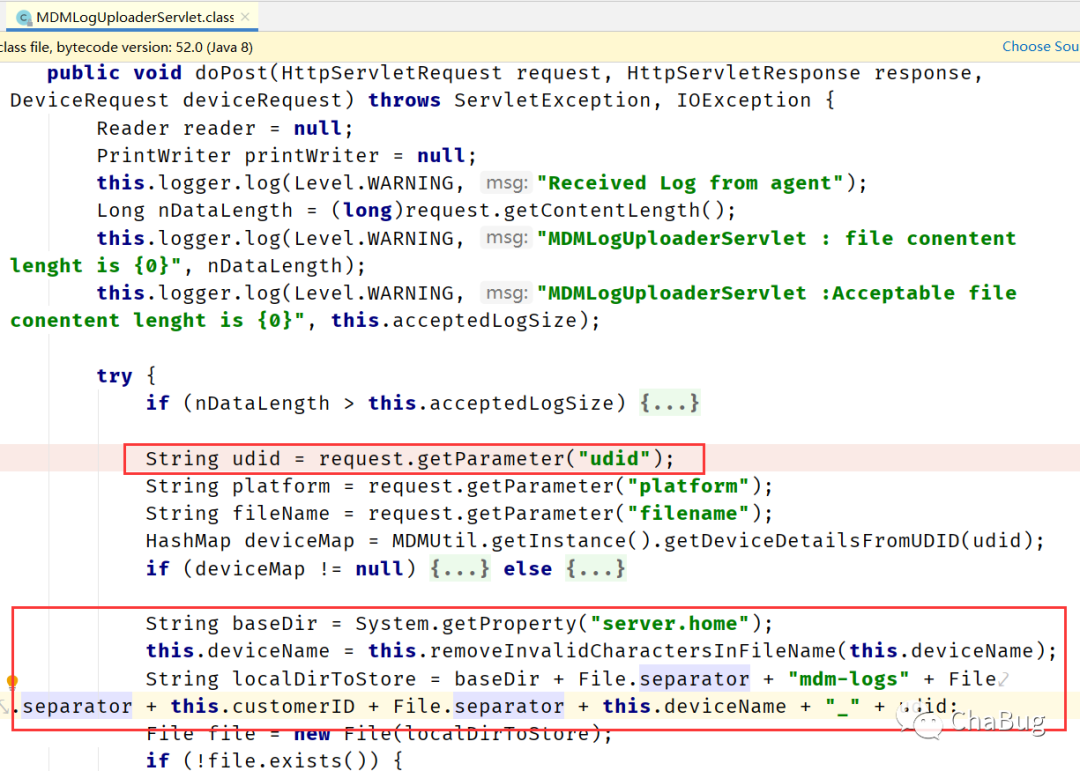 MDMLogUploaderServlet.class
class file, bytecode version: 52.0 (Java 8)
Choose Sou
public void doPost(HttpServletRequest request, HttpServletResponse response,
DeviceRequest deviceRequest) throws ServletException, IOException {
Reader reader = null;
PrintWriter printWriter = null;
this.logger.log(Level.WARNING, msg: "Received Log from agent");
Long nDataLength = (long)request.getContentLength();
this.logger.log(Level.WARNING, msg: "MDMLogUploaderServlet : file conentent
lenght is {0}", nDataLength);
this.logger.log(Level.WARNING, msg: "MDMLogUploaderServlet :Acceptable file
conentent lenght is {0}", this.acceptedLogSize);
try {
if (nDataLength > this.acceptedLogSize) {...}
String udid = request.getParameter("udid");
String platform = request.getParameter("platform");
String fileName = request.getParameter("filename");
HashMap deviceMap = MDMUtil.getInstance().getDeviceDetailsFromUDID(udid);
if (deviceMap != null) {...} else {...}
String baseDir = System.getProperty("server.home");
this.deviceName = this.removeInvalidCharactersInFileName(this.deviceName);
String localDirToStore = baseDir + File.separator + "mdm-logs" + File
.separator + this.customerID + File.separator + this.deviceName + "_" + udid;
ChaBug
File file = new File(localDirToStore);
if (!file.exists()) {